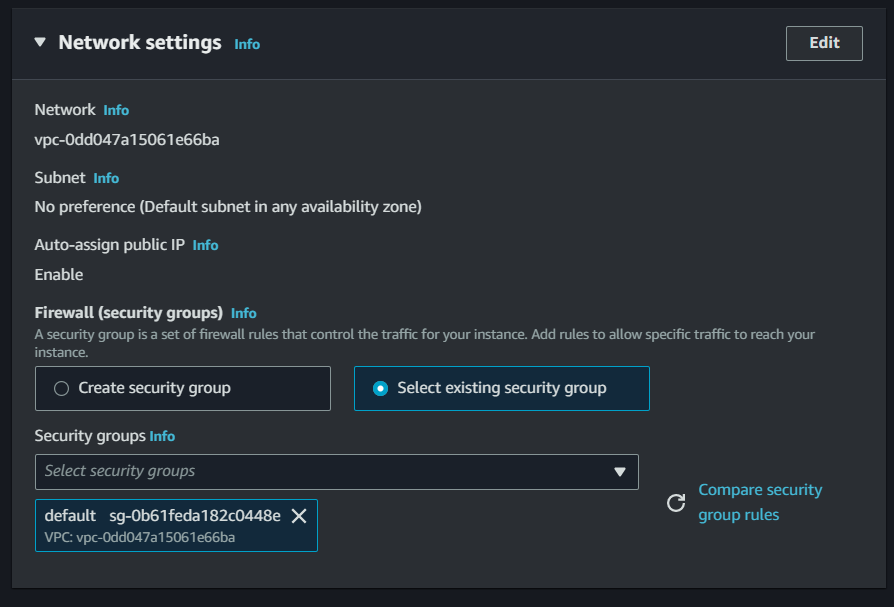 Network settings Info
Edit
Network Info
vpc-0dd047a15061e66ba
Subnet Info
No preference (Default subnet in any availability zone)
Auto-assign public IP Info
Enable
Firewall (security groups) Info
A security group is a set of firewall rules that control the traffic for your instance. Add rules to allow specific traffic to reach your
instance.
Create security group
Select existing security group
Security groups Info
Select security groups
Compare security
group rules
default sg-0b61feda182c0448e
VPC: vpc-0dd047a15061e66ba